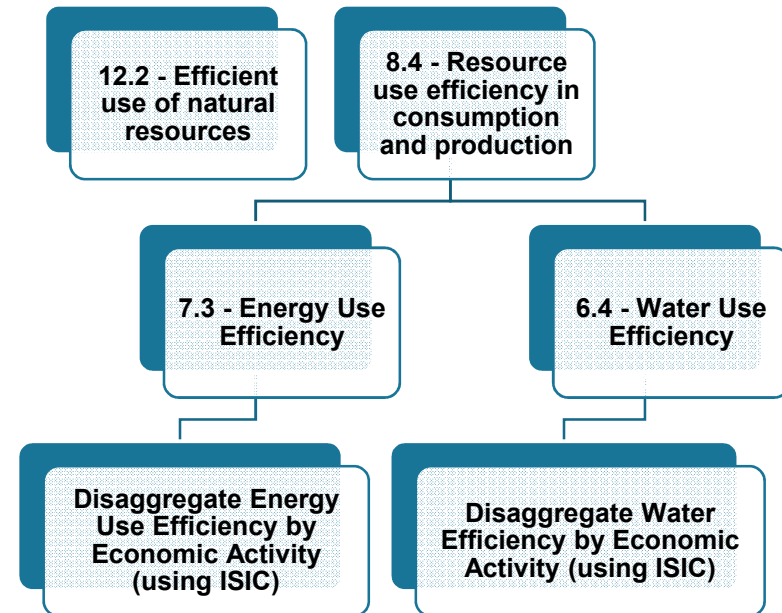 12.2 - Efficient
use of natural
resources
8.4 - Resource
use efficiency in
consumption
and production
7.3 - Energy Use
Efficiency
6.4 - Water Use
Efficiency
Disaggregate Energy
Use Efficiency by
Economic Activity
(using ISIC)
Disaggregate Water
Efficiency by Economic
Activity (using ISIC)